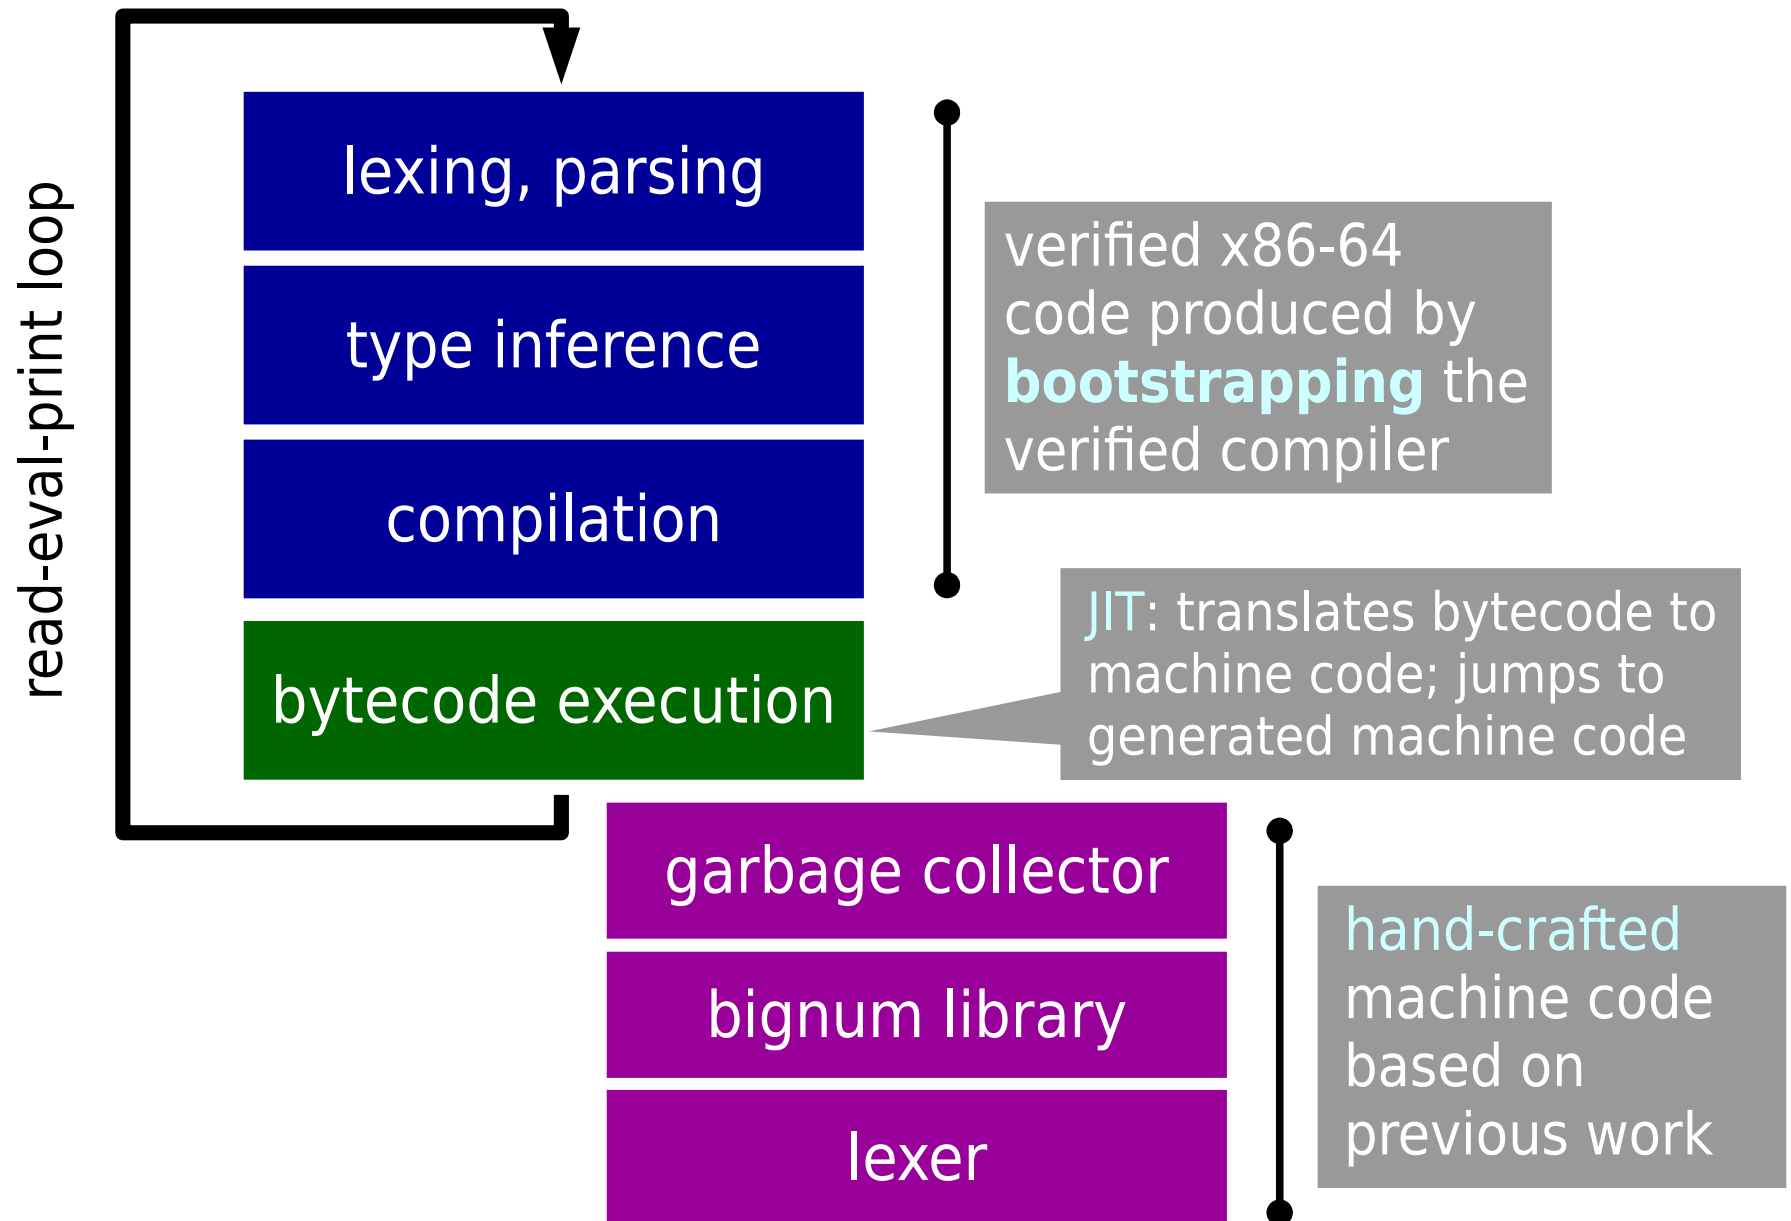 read-eval-print loop
lexing, parsing
type inference
compilation
bytecode execution
verified x86-64
code produced by
bootstrapping the
verified compiler
JIT: translates bytecode to
machine code; jumps to
generated machine code
garbage collector
bignum library
lexer
hand-crafted
machine code
based on
previous work